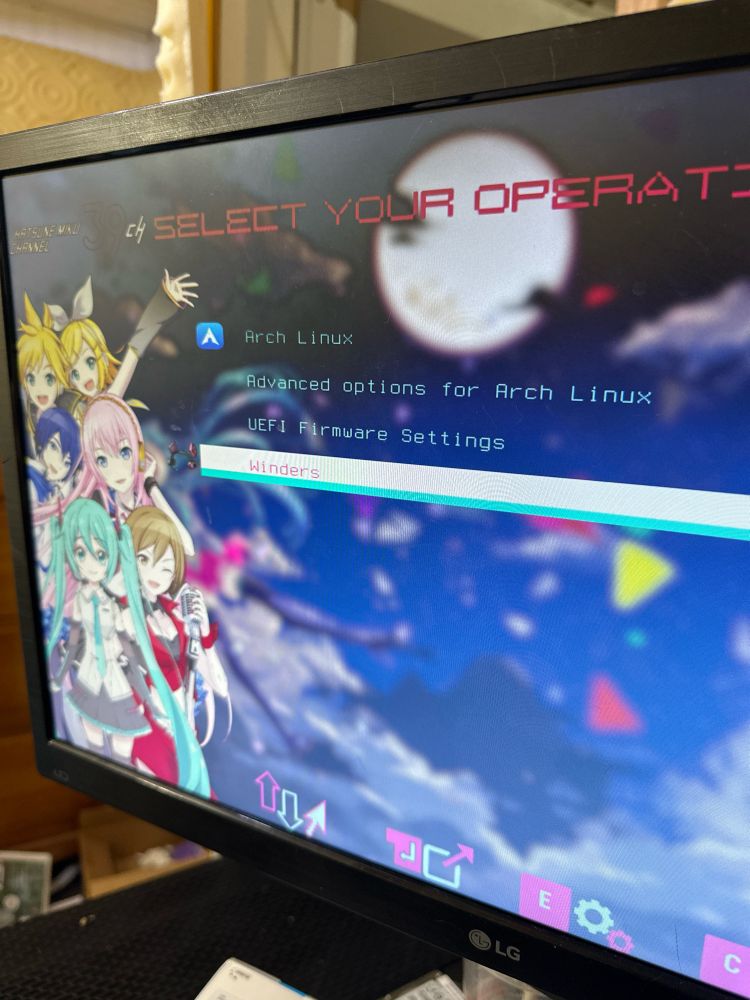 HATSUNE MIKU
CHANNEL
39ch
SELECT YOUR OPERATI
Arch Linux
Advanced options for Arch Linux
UEFI Firmware Settings
Winders
E
C
LG